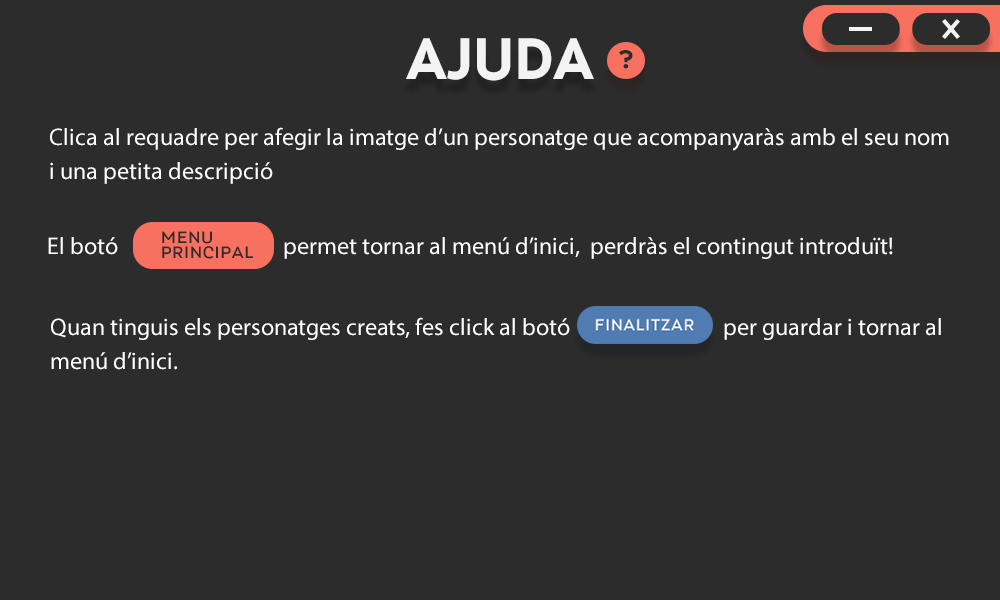 AJUDA ?
Clica al requadre per afegir la imatge d’un personatge que acompanyaràs amb el seu nom
i una petita descripció
El botó MENU PRINCIPAL permet tornar al menú d’inici, perdràs el contingut introduït!
Quan tinguis els personatges creats, fes click al botó FINALITZAR per guardar i tornar al
menú d’inici.